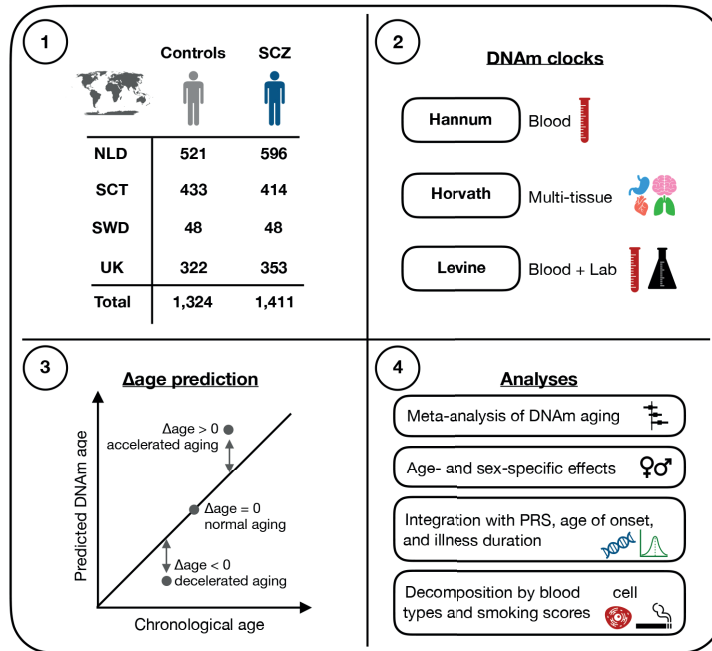 1
Controls SCZ
NLD 521 596
SCT 433 414
SWD 48 48
UK 322 353
Total 1,324 1,411
2
DNAm clocks
Hannum Blood
Horvath Multi-tissue
Levine Blood + Lab
3
Δage prediction
Predicted DNAm age
Δage > 0
accelerated aging
Δage = 0
normal aging
Δage < 0
decelerated aging
Chronological age
4
Analyses
Meta-analysis of DNAm aging
Age- and sex-specific effects
Integration with PRS, age of onset,
and illness duration
Decomposition by blood cell
types and smoking scores